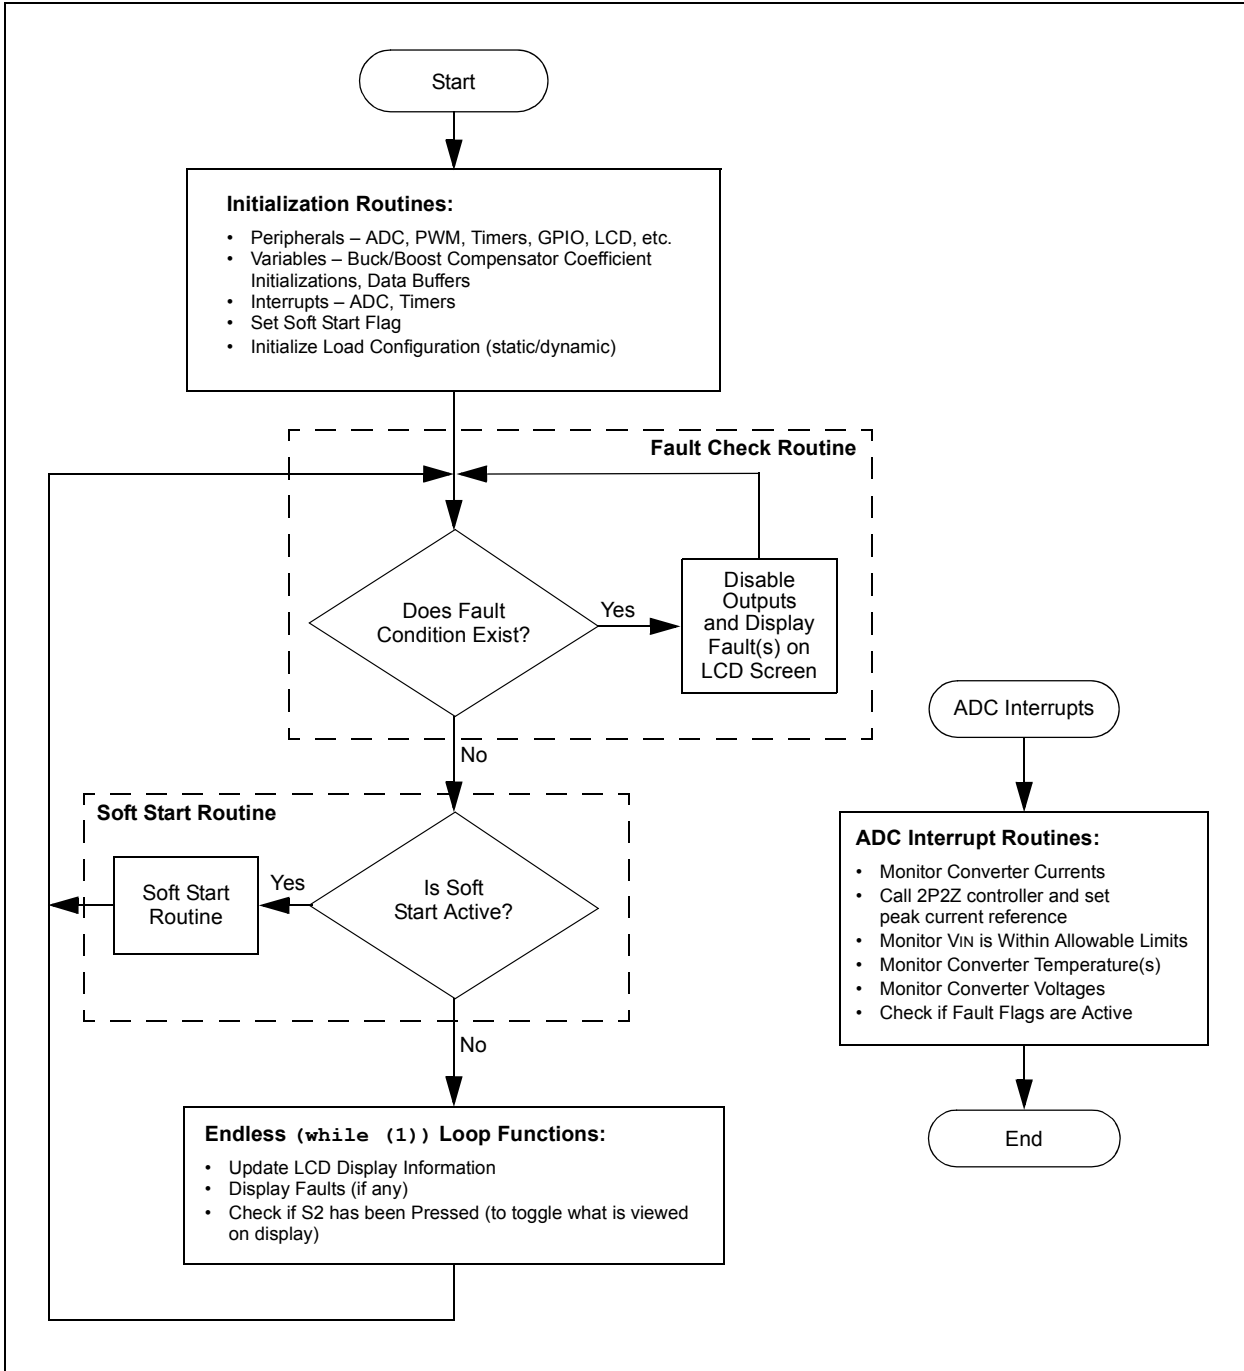 Start
Initialization Routines:
• Peripherals – ADC, PWM, Timers, GPIO, LCD, etc.
• Variables – Buck/Boost Compensator Coefficient
Initializations, Data Buffers
• Interrupts – ADC, Timers
• Set Soft Start Flag
• Initialize Load Configuration (static/dynamic)
Fault Check Routine
Does Fault
Condition Exist?
Yes
Disable
Outputs
and Display
Fault(s) on
LCD Screen
No
Soft Start Routine
Is Soft
Start Active?
Yes
Soft Start
Routine
No
Endless (while (1)) Loop Functions:
• Update LCD Display Information
• Display Faults (if any)
• Check if S2 has been Pressed (to toggle what is viewed
on display)
ADC Interrupts
ADC Interrupt Routines:
• Monitor Converter Currents
• Call 2P2Z controller and set
peak current reference
• Monitor VIN is Within Allowable Limits
• Monitor Converter Temperature(s)
• Monitor Converter Voltages
• Check if Fault Flags are Active
End